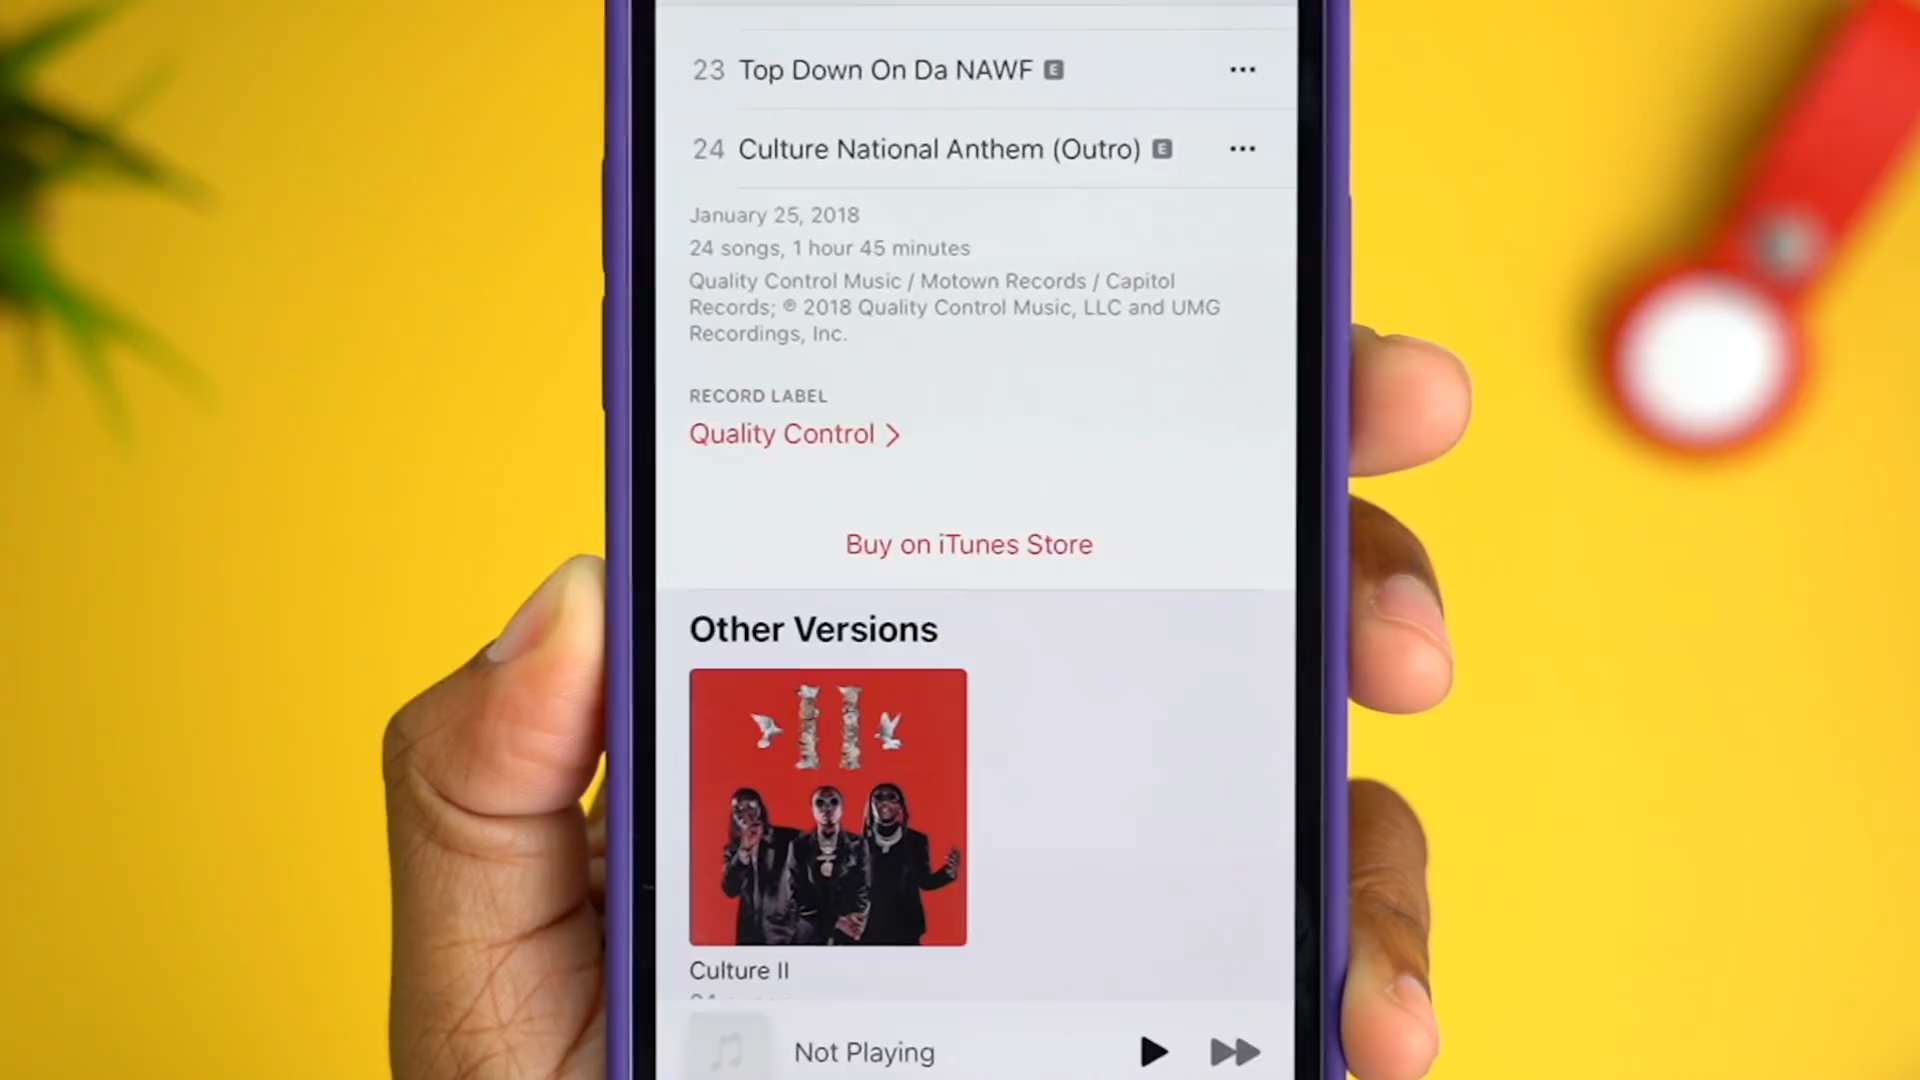 23 Top Down On Da NAWF E
24 Culture National Anthem (Outro) E
January 25, 2018
24 songs, 1 hour 45 minutes
Quality Control Music / Motown Records / Capitol
Records; ℗ 2018 Quality Control Music, LLC and UMG
Recordings, Inc.
RECORD LABEL
Quality Control
Buy on iTunes Store
Other Versions
II
Culture II
Not Playing